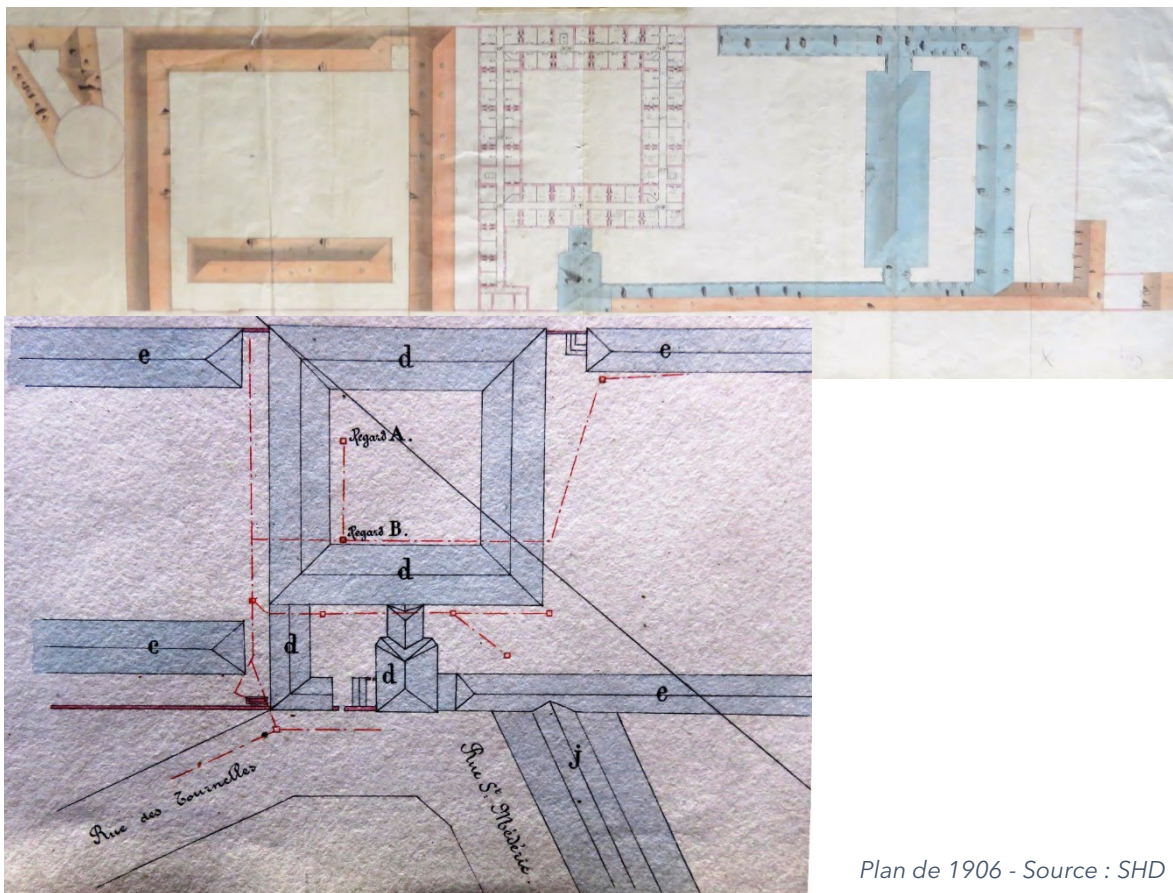 e
d
e
Regard A.
Regard B.
d
c
d
d
e
j
Rue des Tournelles
Rue St. Médéric.
Plan de 1906 - Source : SHD